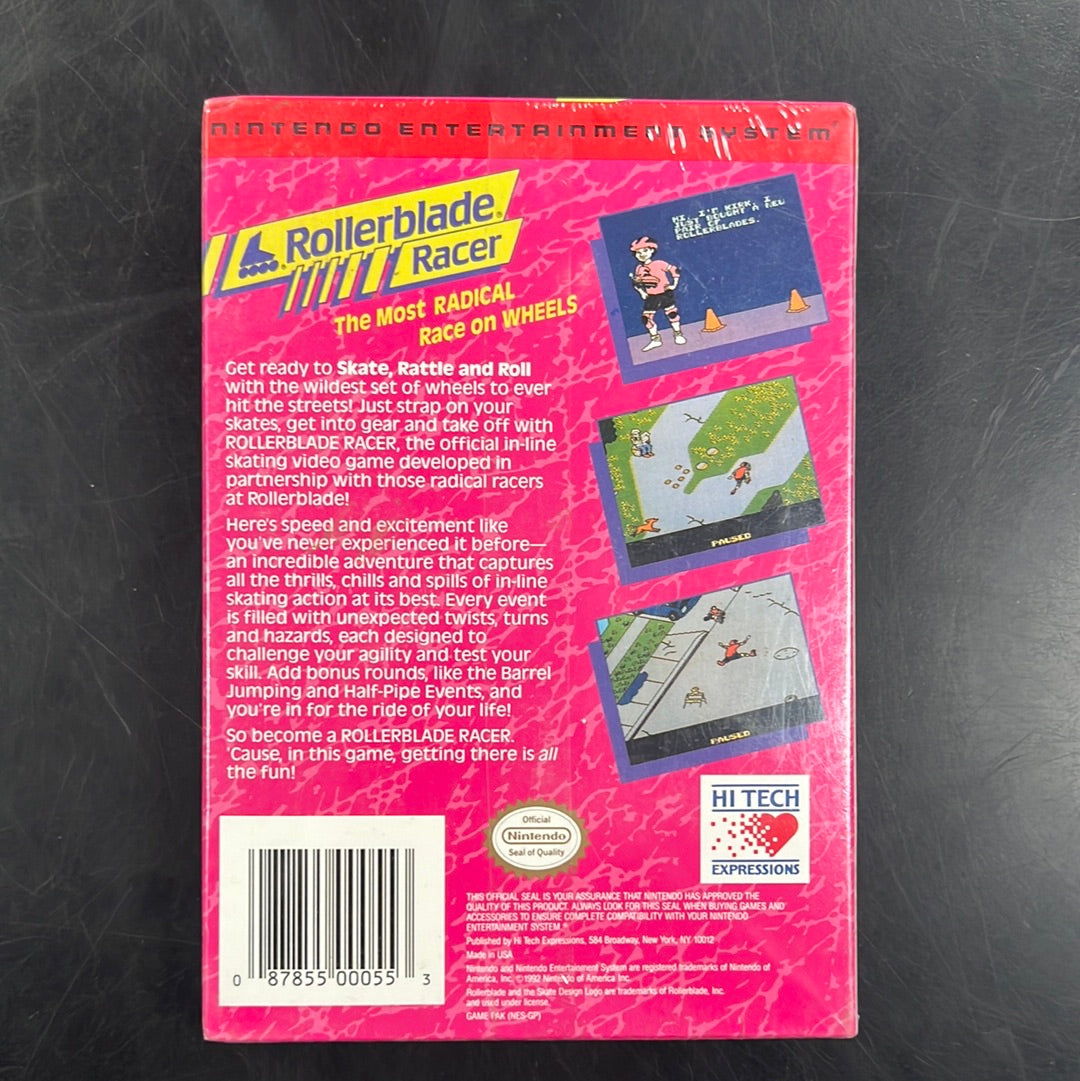 NINTENDO ENTERTAINMENT SYSTEM™
Rollerblade®
Racer
The Most RADICAL
Race on WHEELS
HI, I'M KIRK, I
JUST BOUGHT A NEW
PAIR OF
ROLLERBLADES.
Get ready to Skate, Rattle and Roll
with the wildest set of wheels to ever
hit the streets! Just strap on your
skates, get into gear and take off with
ROLLERBLADE RACER, the official in-line
skating video game developed in
partnership with those radical racers
at Rollerblade!
Here's speed and excitement like
you've never experienced it before—
an incredible adventure that captures
all the thrills, chills and spills of in-line
skating action at its best. Every event
is filled with unexpected twists, turns
and hazards, each designed to
challenge your agility and test your
skill. Add bonus rounds, like the Barrel
Jumping and Half-Pipe Events, and
you're in for the ride of your life!
So become a ROLLERBLADE RACER.
'Cause, in this game, getting there is all
the fun!
PAUSED
PAUSED
HI TECH
EXPRESSIONS
Official
Nintendo
Seal of Quality
THIS OFFICIAL SEAL IS YOUR ASSURANCE THAT NINTENDO HAS APPROVED THE
QUALITY OF THIS PRODUCT. ALWAYS LOOK FOR THIS SEAL WHEN BUYING GAMES AND
ACCESSORIES TO ENSURE COMPLETE COMPATIBILITY WITH YOUR NINTENDO
ENTERTAINMENT SYSTEM.®
Published by Hi Tech Expressions, 584 Broadway, New York, NY 10012
Made in USA
Nintendo and Nintendo Entertainment System are registered trademarks of Nintendo of
America, Inc. ©1992 Nintendo of America Inc.
Rollerblade and the Skate Design Logo are trademarks of Rollerblade, Inc.
and used under license.
GAME PAK (NES-GP)
0 87855 00055 3